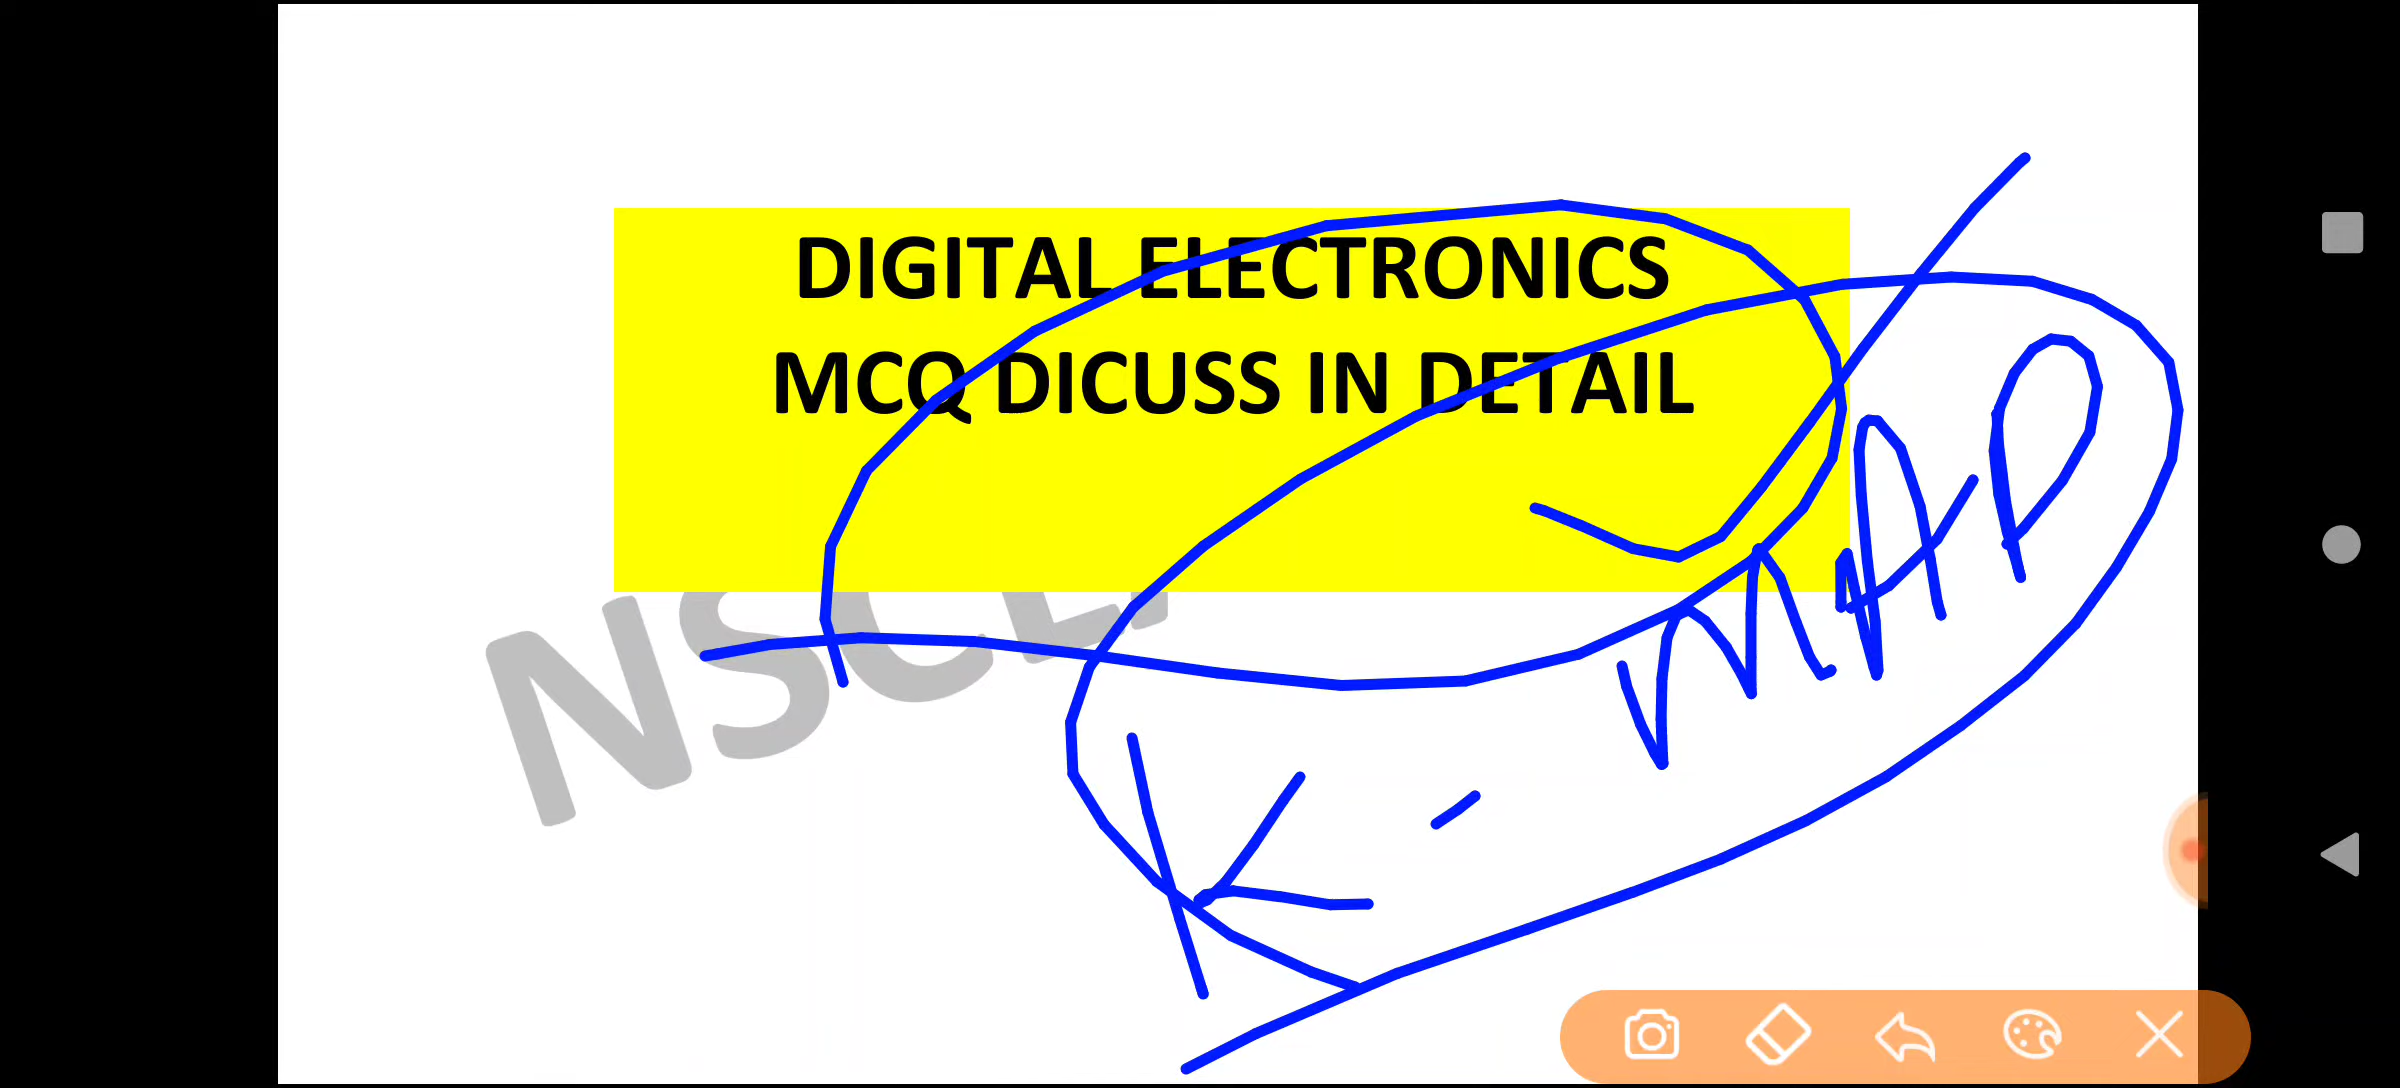 DIGITAL ELECTRONICS
MCQ DICUSS IN DETAIL
K - MAP